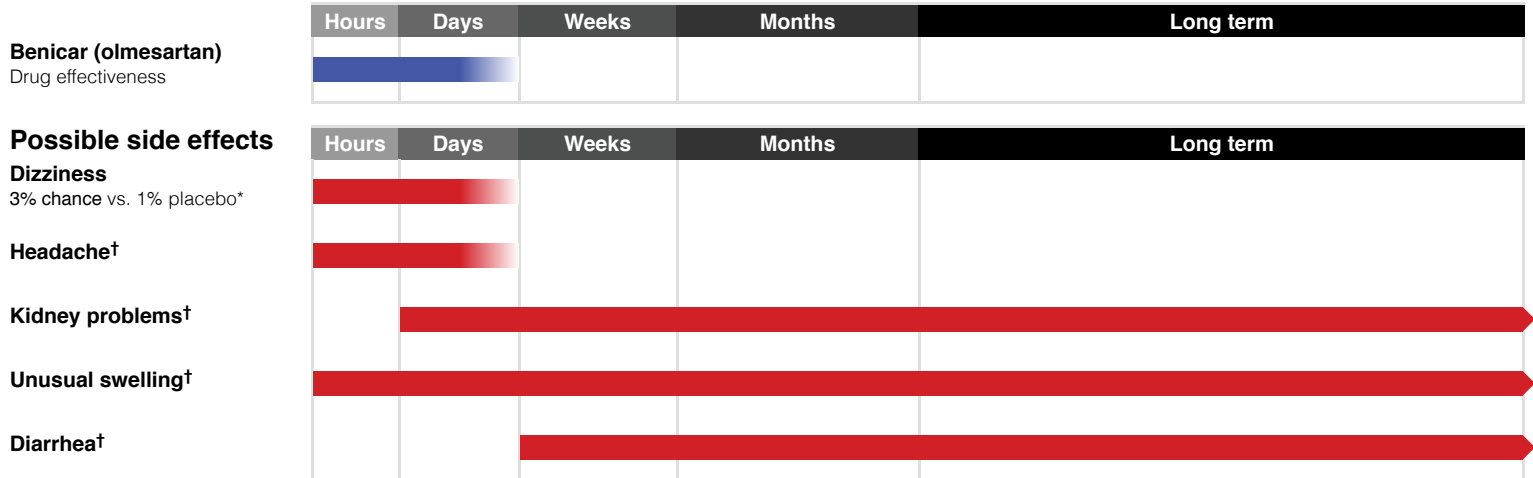 Hours Days Weeks Months Long term
Benicar (olmesartan)
Drug effectiveness
Possible side effects
Hours Days Weeks Months Long term
Dizziness
3% chance vs. 1% placebo*
Headache†
Kidney problems†
Unusual swelling†
Diarrhea†